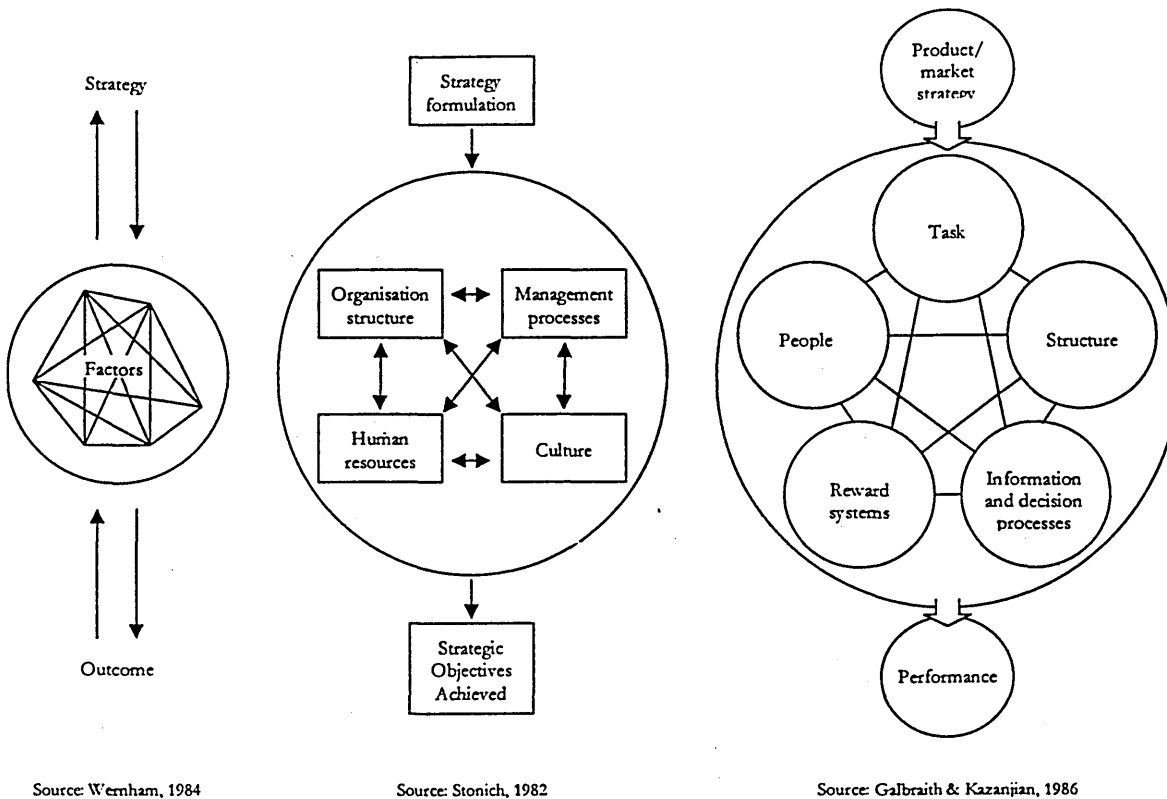 Strategy
Factors
Outcome
Source: Wernham, 1984
Strategy
formulation
Organisation
structure
Management
processes
Human
resources
Culture
Strategic
Objectives
Achieved
Source: Stonich, 1982
Product/
market
strategy
Task
People
Structure
Reward
systems
Information
and decision
processes
Performance
Source: Galbraith & Kazanjian, 1986